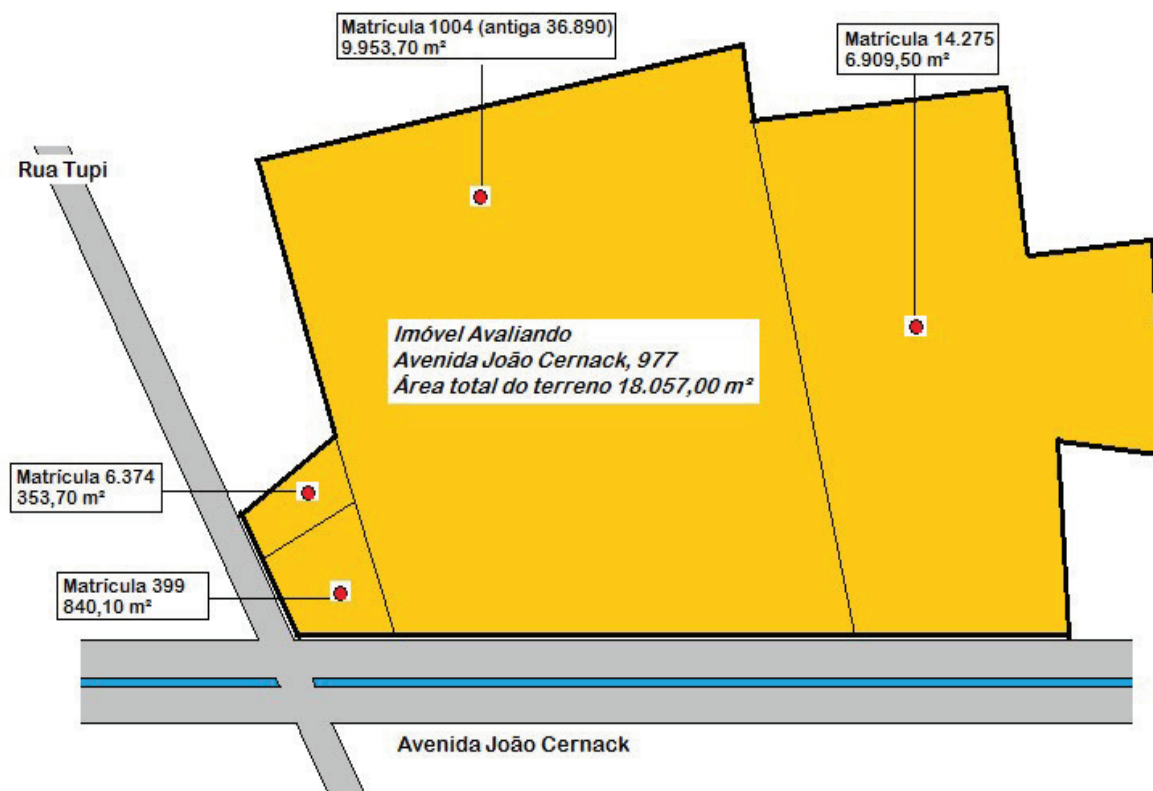 Matrícula 1004 (antiga 36.890)
9.953,70 m²
Matrícula 14.275
6.909,50 m²
Rua Tupi
Imóvel Avaliando
Avenida João Cernack, 977
Área total do terreno 18.057,00 m²
Matrícula 6.374
353,70 m²
Matrícula 399
840,10 m²
Avenida João Cernack